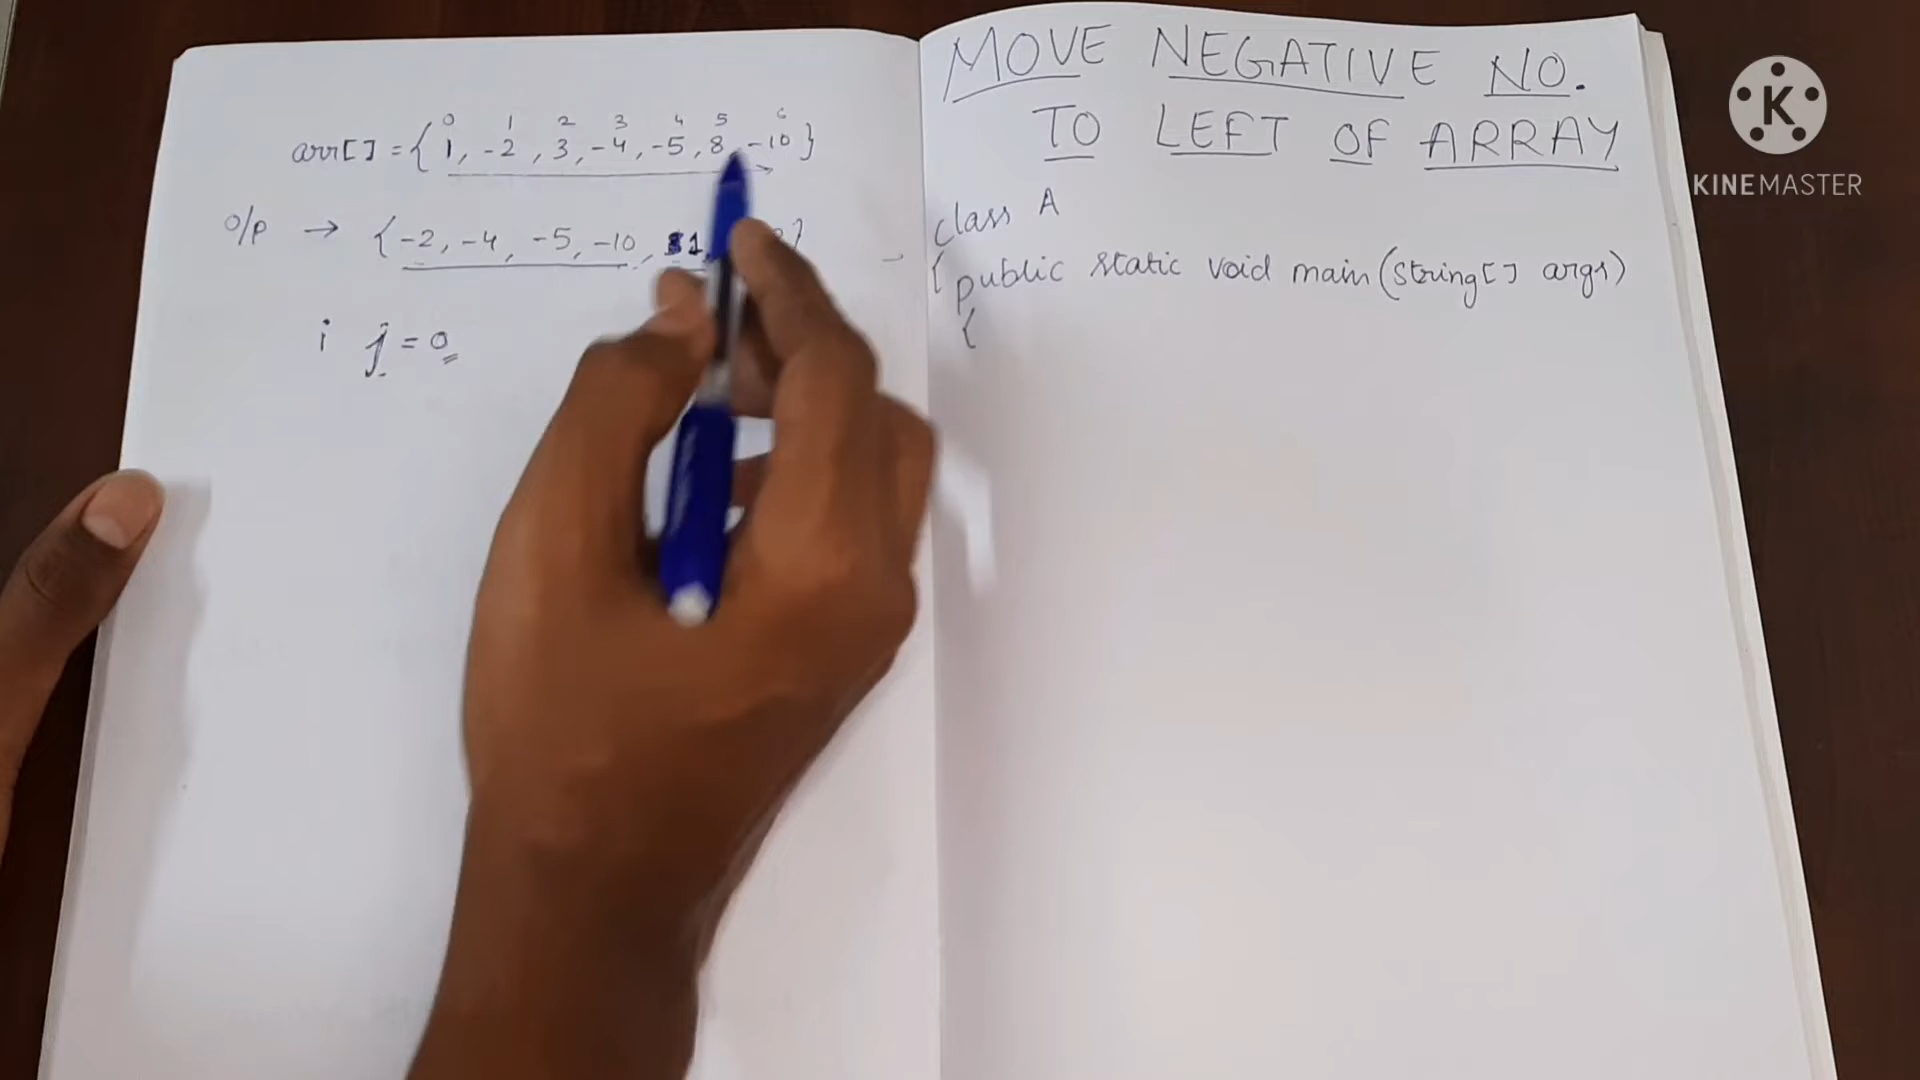 MOVE NEGATIVE NO.
TO LEFT OF ARRAY
KINEMASTER
0 1 2 3 4 5 6
arr[] = { 1, -2, 3, -4, -5, 8, -10 }
o/p → { -2, -4, -5, -10, 1, }
i j = 0
class A
{ public static void main(String[] args)
{